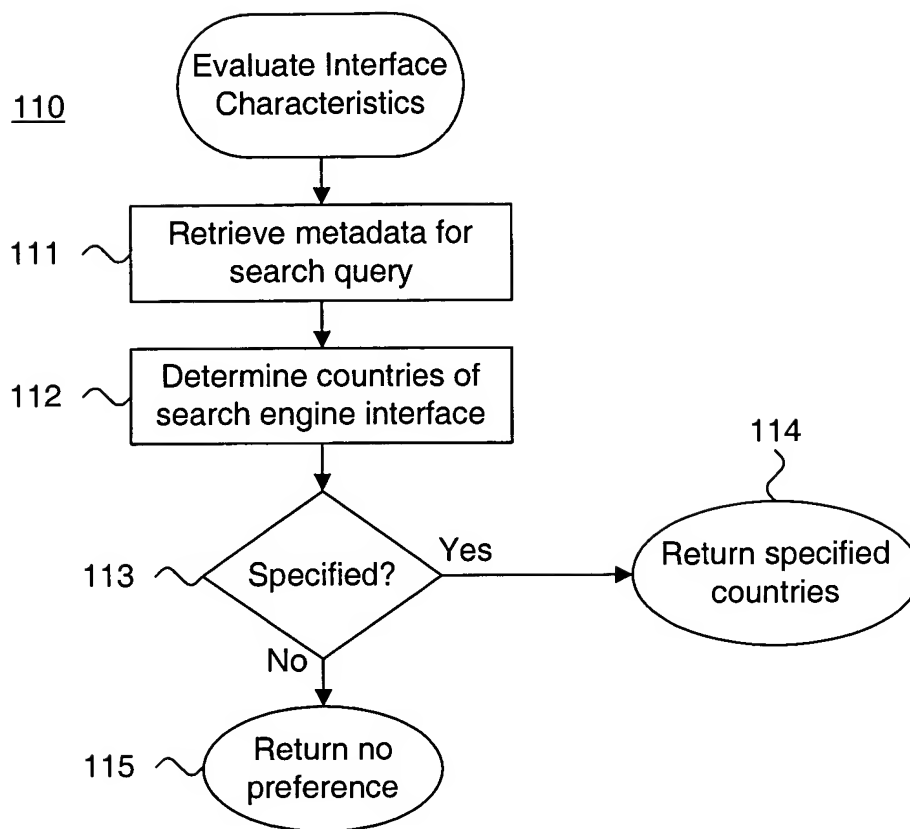 Evaluate Interface
Characteristics
110
Retrieve metadata for
search query
111
Determine countries of
search engine interface
112
114
Yes
Specified?
113
Return specified
countries
No
Return no
preference
115